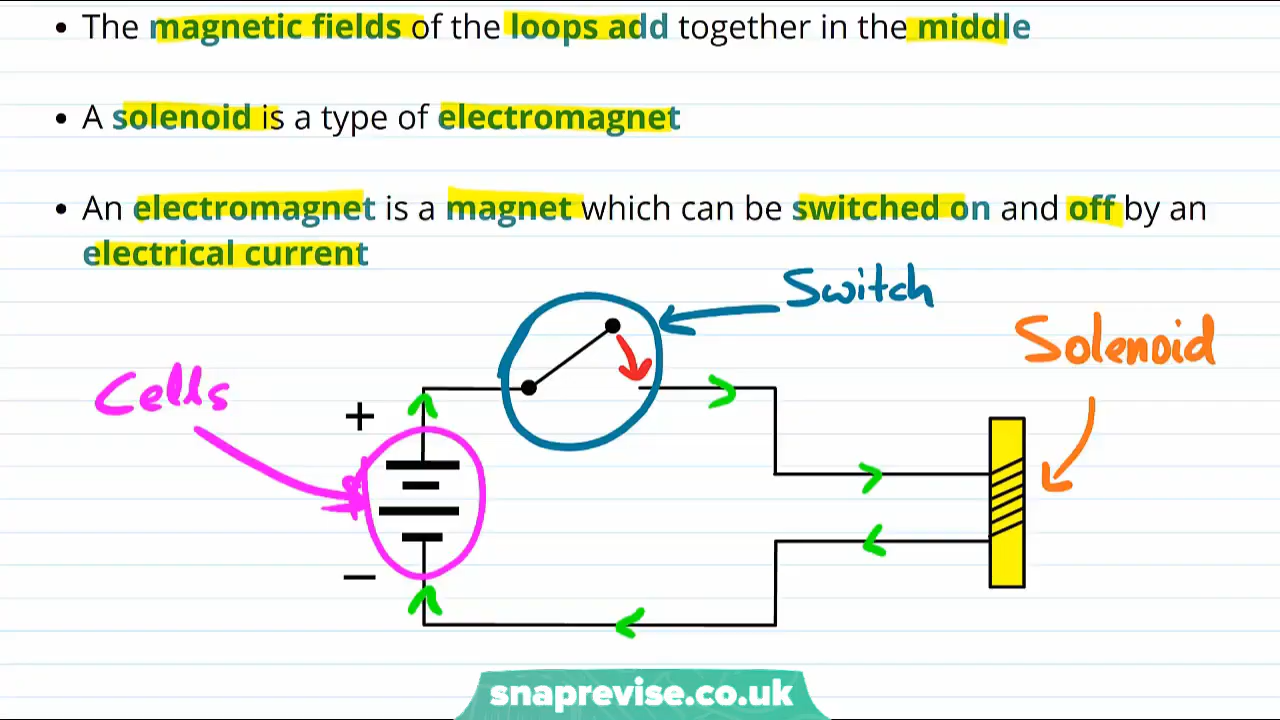 • The magnetic fields of the loops add together in the middle
• A solenoid is a type of electromagnet
• An electromagnet is a magnet which can be switched on and off by an
electrical current
Switch
Solenoid
Cells
+
−
snaprevise.co.uk